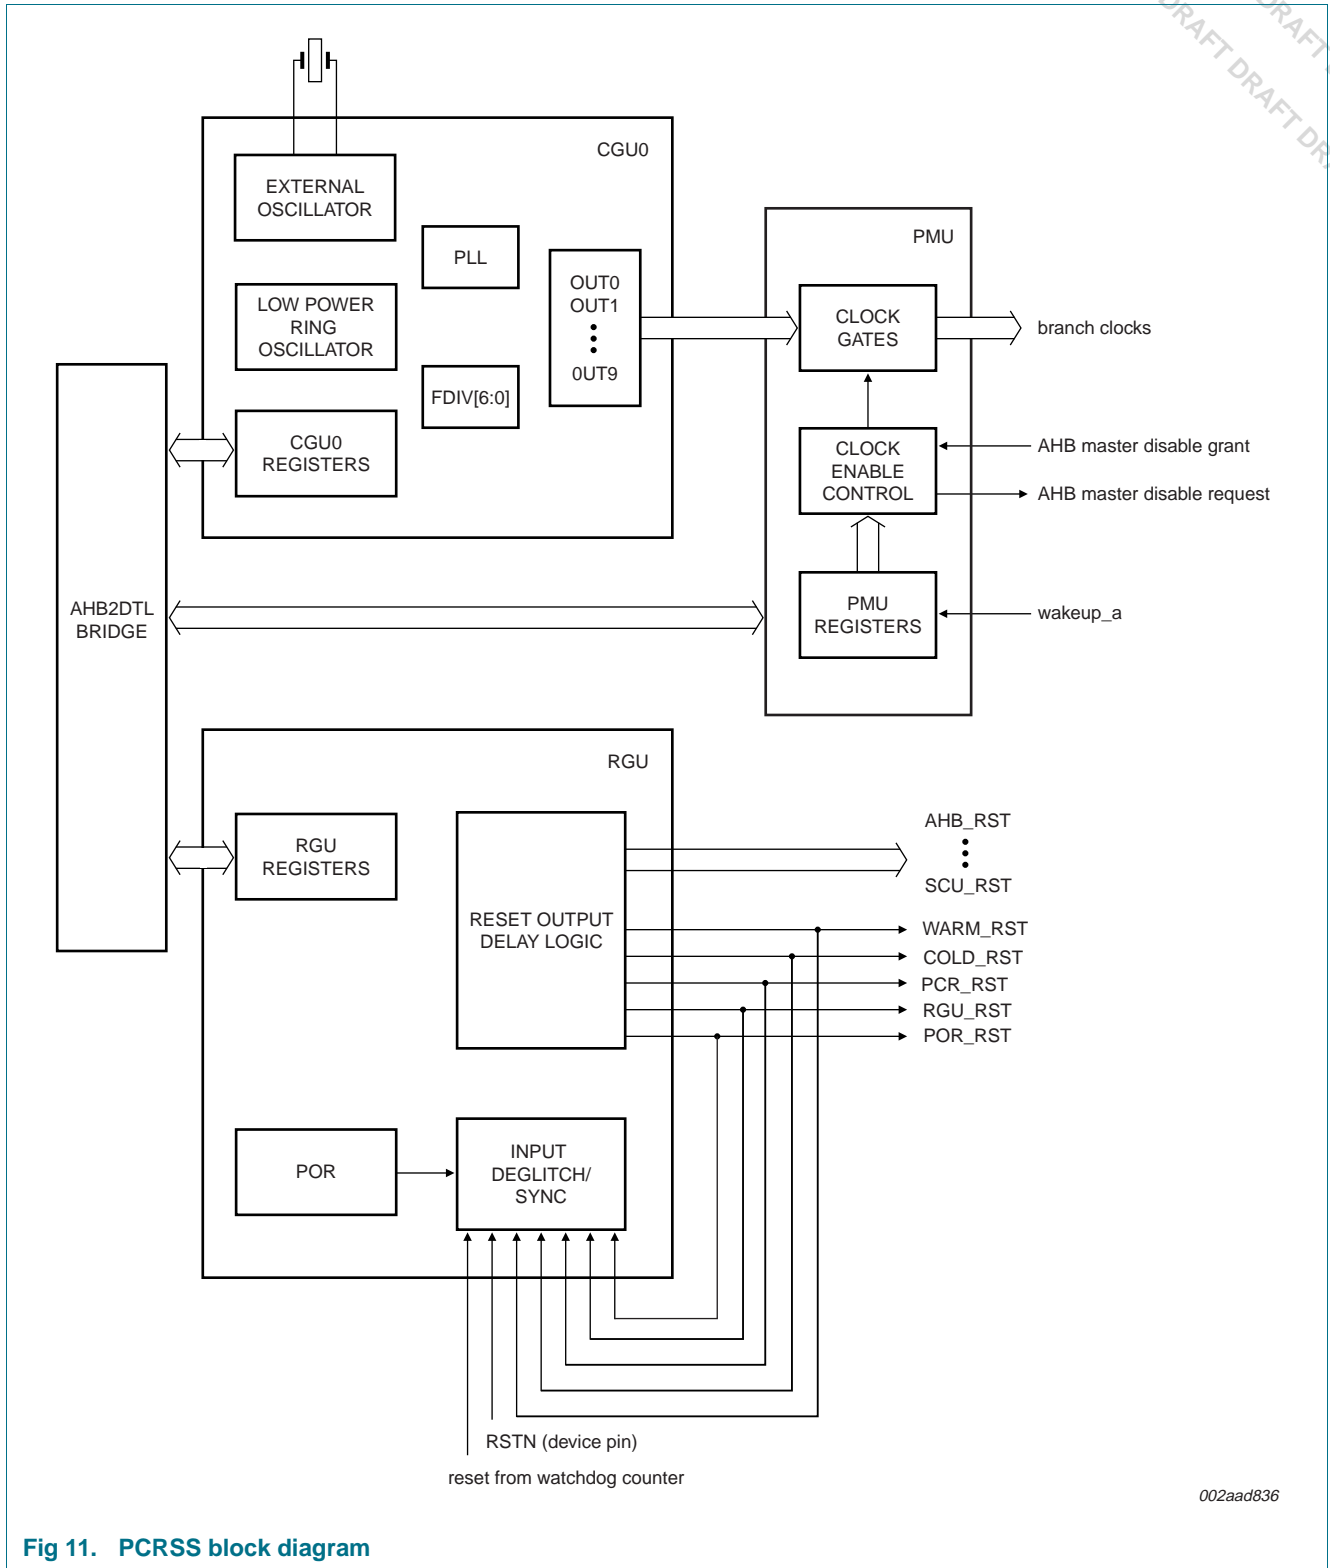 DRAFT
DRAFT DRAFT DRA
CGU0
EXTERNAL
OSCILLATOR
PLL
OUT0
OUT1
0UT9
LOW POWER
RING
OSCILLATOR
FDIV[6:0]
CGU0
REGISTERS
PMU
CLOCK
GATES
branch clocks
CLOCK
ENABLE
CONTROL
AHB master disable grant
AHB master disable request
PMU
REGISTERS
wakeup_a
AHB2DTL
BRIDGE
RGU
RGU
REGISTERS
RESET OUTPUT
DELAY LOGIC
AHB_RST
SCU_RST
WARM_RST
COLD_RST
PCR_RST
RGU_RST
POR_RST
POR
INPUT
DEGLITCH/
SYNC
RSTN (device pin)
reset from watchdog counter
002aad836
Fig 11. PCRSS block diagram